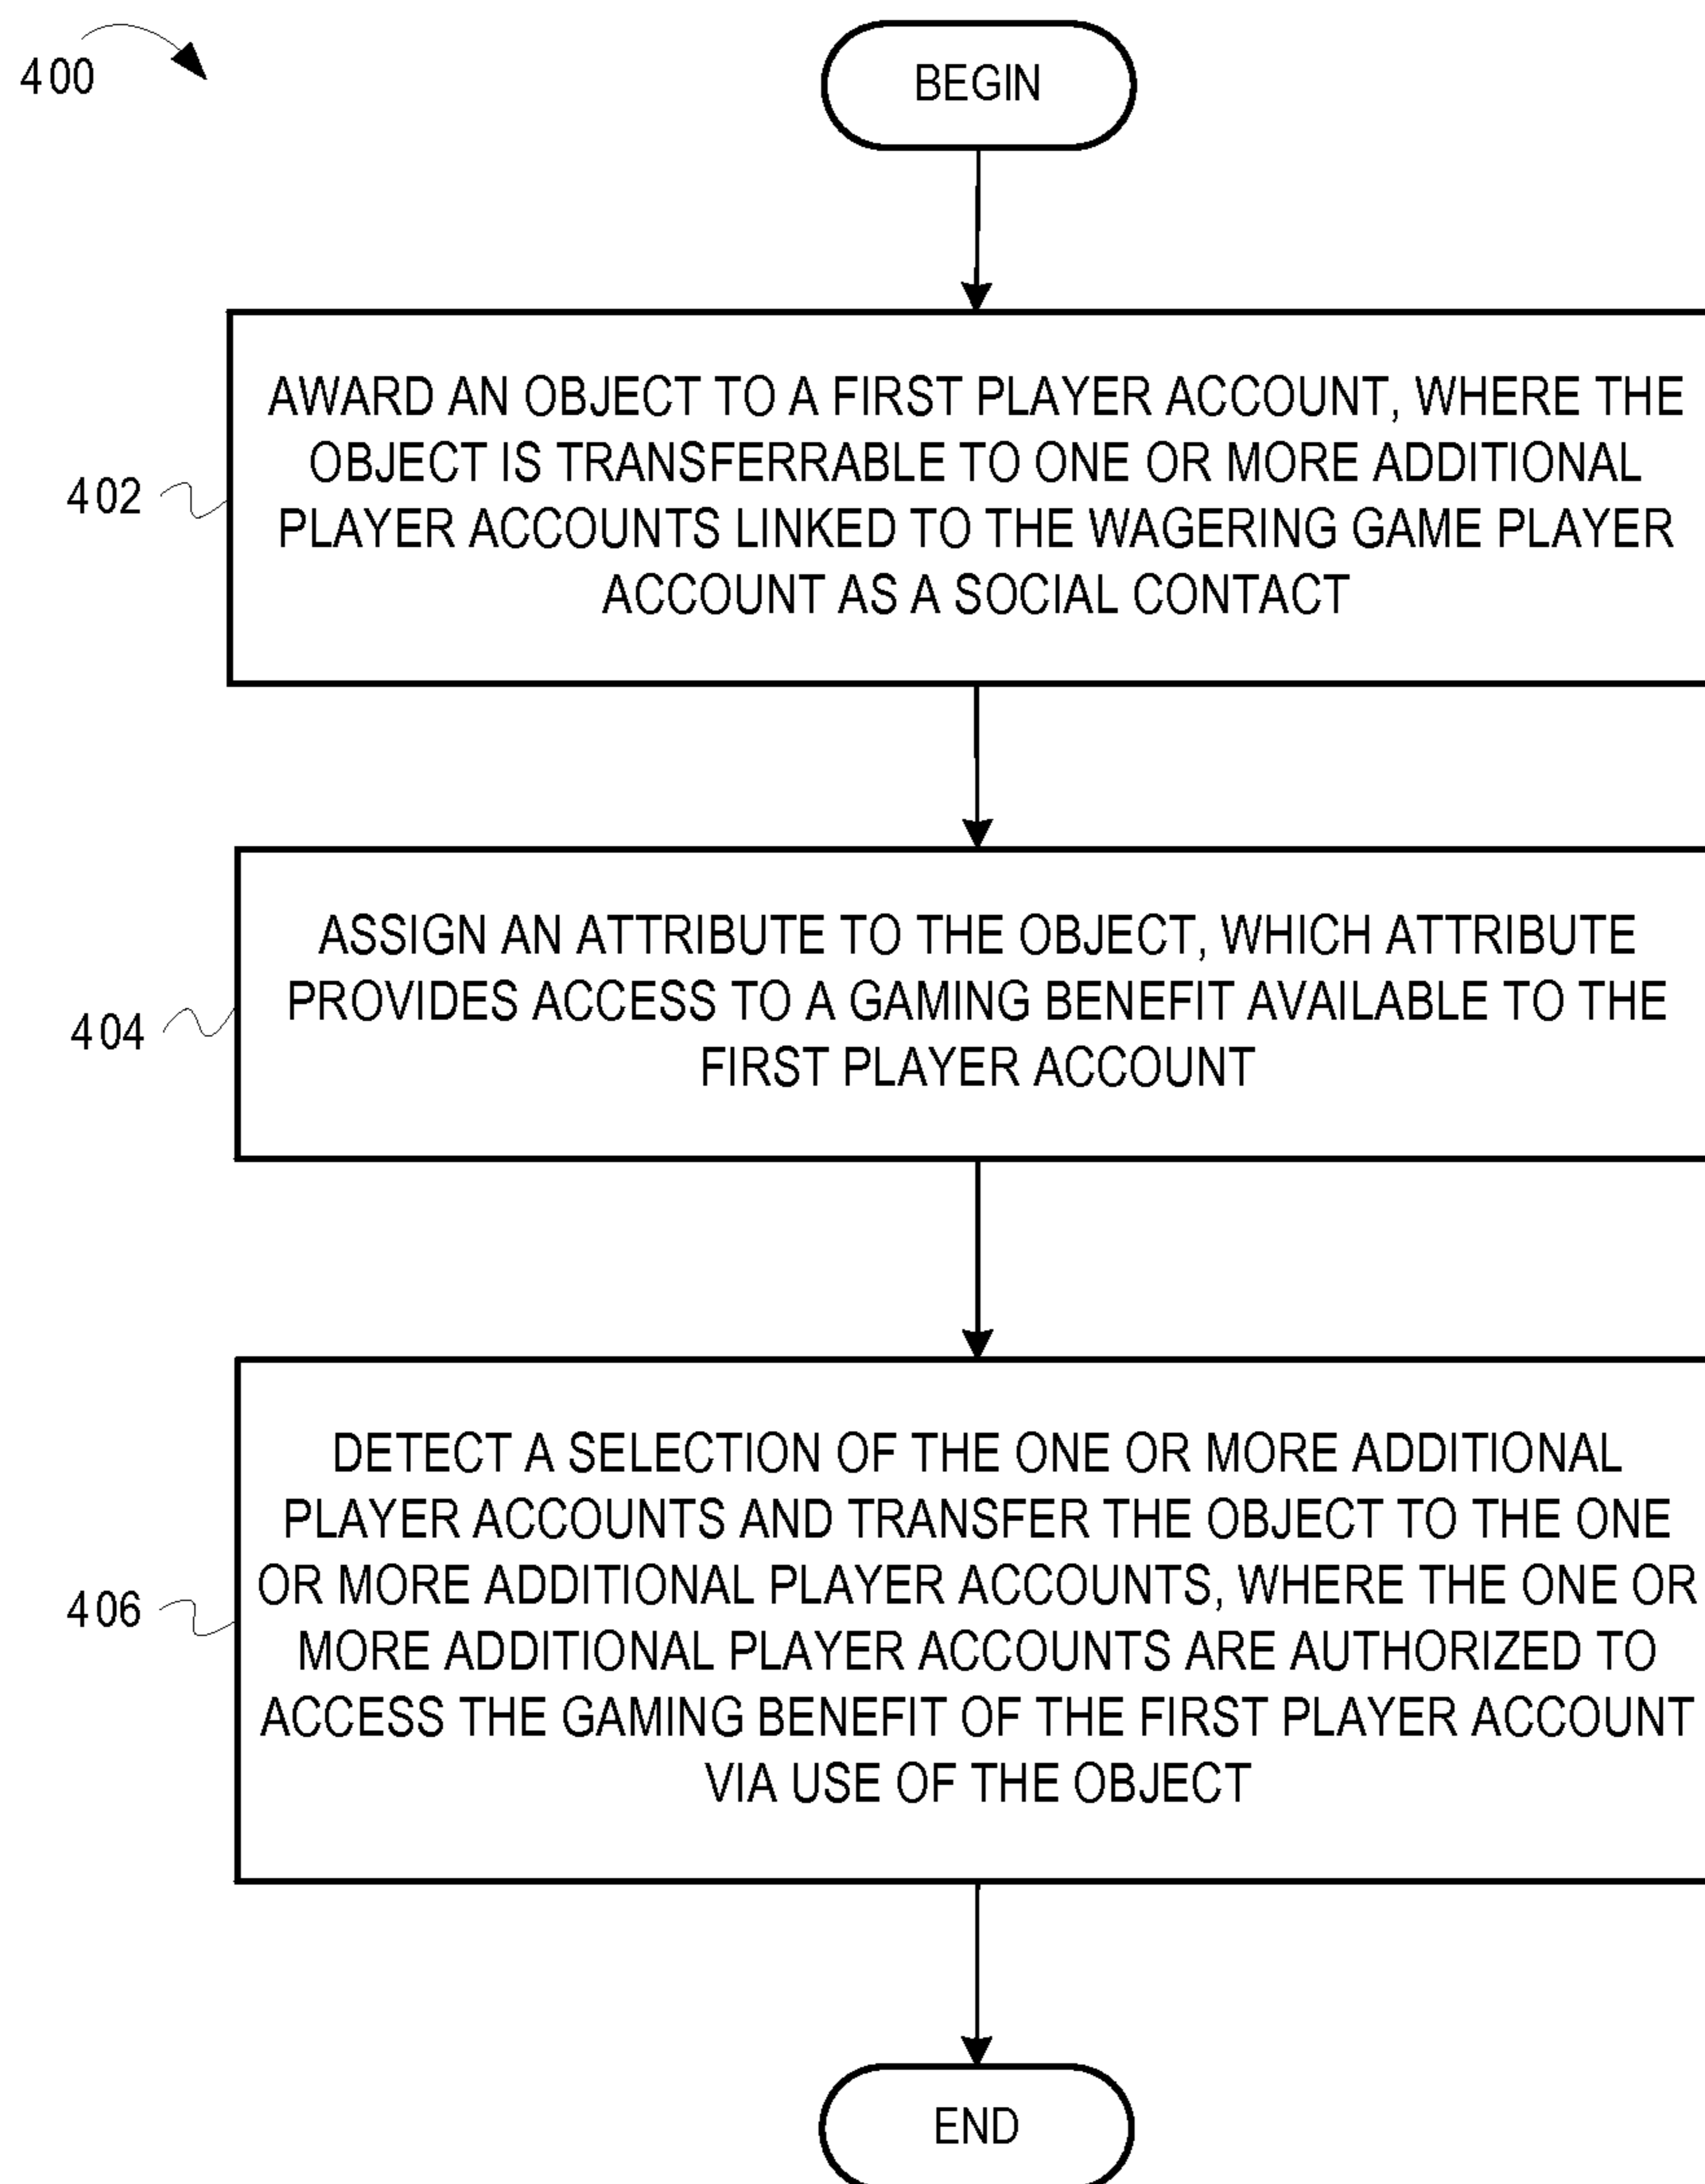 400
BEGIN
AWARD AN OBJECT TO A FIRST PLAYER ACCOUNT, WHERE THE
OBJECT IS TRANSFERRABLE TO ONE OR MORE ADDITIONAL
PLAYER ACCOUNTS LINKED TO THE WAGERING GAME PLAYER
ACCOUNT AS A SOCIAL CONTACT
402
ASSIGN AN ATTRIBUTE TO THE OBJECT, WHICH ATTRIBUTE
PROVIDES ACCESS TO A GAMING BENEFIT AVAILABLE TO THE
FIRST PLAYER ACCOUNT
404
DETECT A SELECTION OF THE ONE OR MORE ADDITIONAL
PLAYER ACCOUNTS AND TRANSFER THE OBJECT TO THE ONE
OR MORE ADDITIONAL PLAYER ACCOUNTS, WHERE THE ONE OR
MORE ADDITIONAL PLAYER ACCOUNTS ARE AUTHORIZED TO
ACCESS THE GAMING BENEFIT OF THE FIRST PLAYER ACCOUNT
VIA USE OF THE OBJECT
406
END